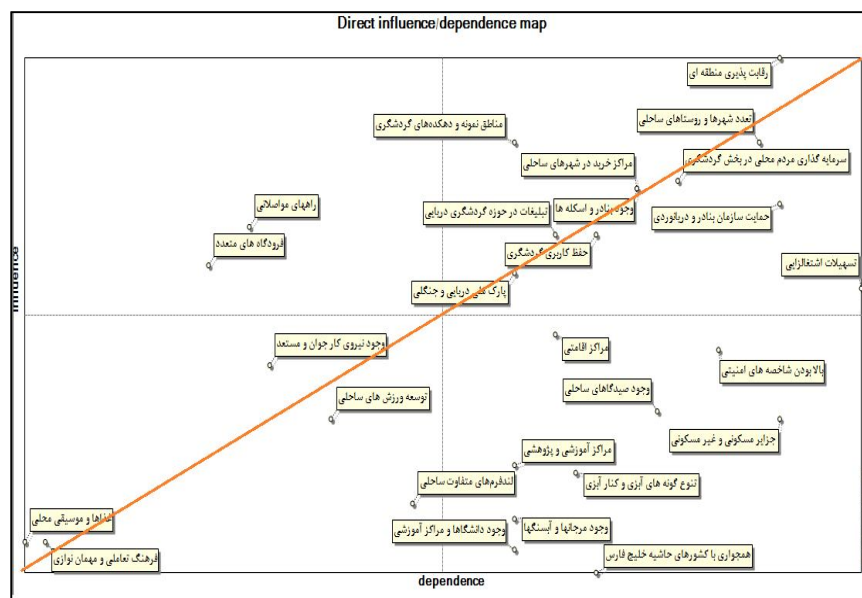 Direct influence/dependence map
رقابت پذیری منطقه ای
تعدد شهرها و روستاهای ساحلی
مناطق نمونه و دهکده‌های گردشگری
سرمایه گذاری مردم محلی در بخش گردشگری
مراکز خرید در شهرهای ساحلی
راههای مواصلاتی
تبلیغات در حوزه گردشگری دریایی
وجود بنادر و اسکله ها
حمایت سازمان بنادر و دریانوردی
فرودگاه های متعدد
حفظ کاربری گردشگری
تسهیلات اشتغالزایی
پارک ملی دریایی و جنگلی
influence
وجود نیروی کار جوان و مستعد
مراکز اقامتی
بالا بودن شاخصه های امنیتی
توسعه ورزش های ساحلی
وجود صیدگاهای ساحلی
جزایر مسکونی و غیر مسکونی
مراکز آموزشی و پژوهشی
لندفرم‌های متفاوت ساحلی
تنوع گونه های آبزی و کنار آبزی
غذاها و موسیقی محلی
وجود مرجانها و آبسنگها
وجود دانشگاها و مراکز آموزشی
فرهنگ تعاملی و مهمان نوازی
همجواری با کشورهای حاشیه خلیج فارس
dependence